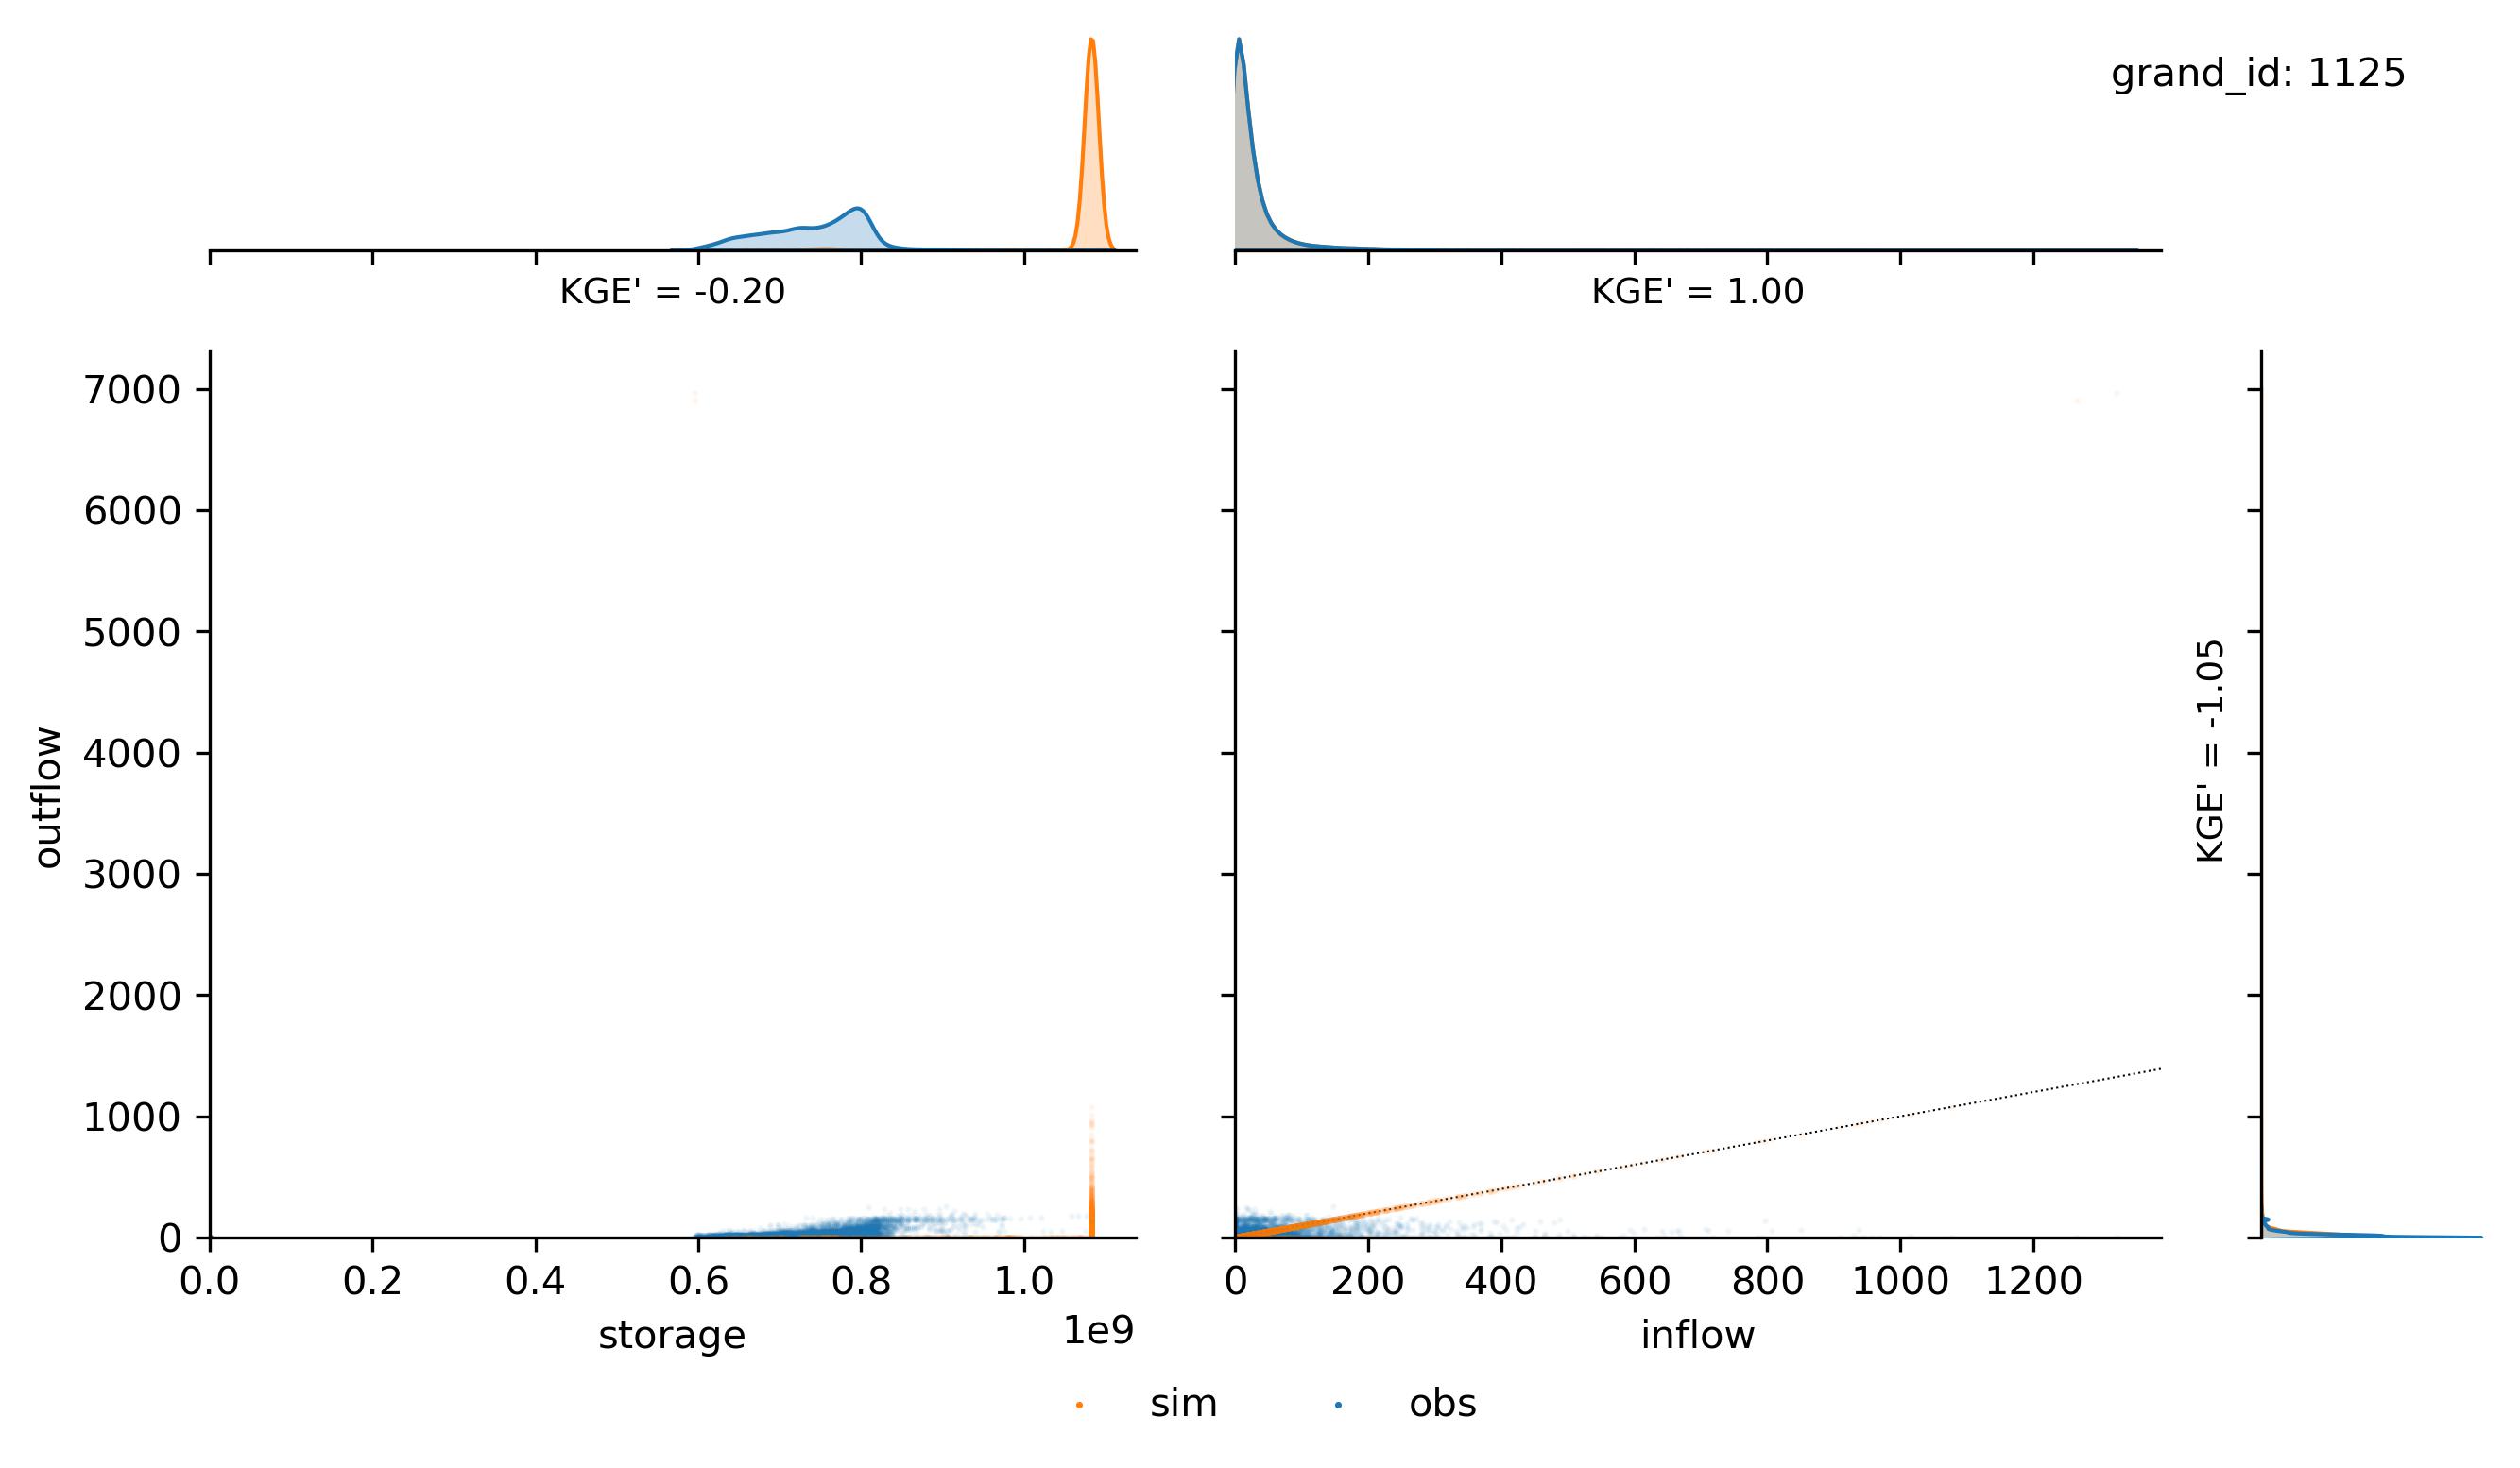 grand_id: 1125
KGE' = -0.20
KGE' = 1.00
7000
6000
5000
4000
3000
2000
1000
0
outflow
KGE' = -1.05
0.0 0.2 0.4 0.6 0.8 1.0
1e9
storage
0 200 400 600 800 1000 1200
inflow
sim obs